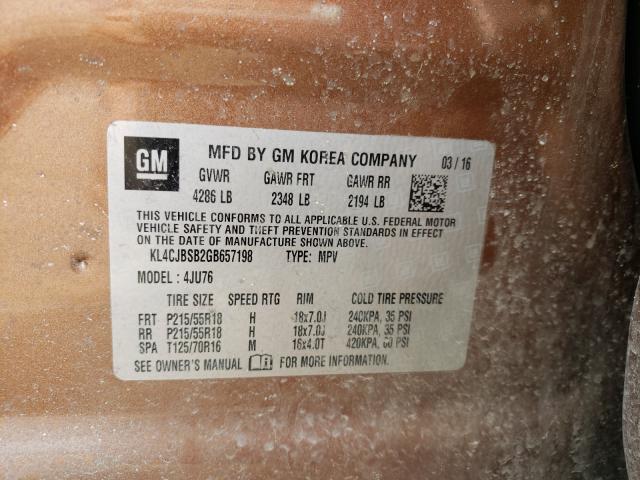 GM MFD BY GM KOREA COMPANY 03/16
GVWR GAWR FRT GAWR RR
4286 LB 2348 LB 2194 LB
THIS VEHICLE CONFORMS TO ALL APPLICABLE U.S. FEDERAL MOTOR
VEHICLE SAFETY AND THEFT PREVENTION STANDARDS IN EFFECT
ON THE DATE OF MANUFACTURE SHOWN ABOVE.
KL4CJBSB2GB657198 TYPE: MPV
MODEL: 4JU76
TIRE SIZE SPEED RTG RIM COLD TIRE PRESSURE
FRT P215/55R18 H 18x7.0J 240KPA, 35 PSI
RR P215/55R18 H 18x7.0J 240KPA, 35 PSI
SPA T125/70R16 M 16x4.0T 420KPA, 60 PSI
SEE OWNER'S MANUAL FOR MORE INFORMATION.